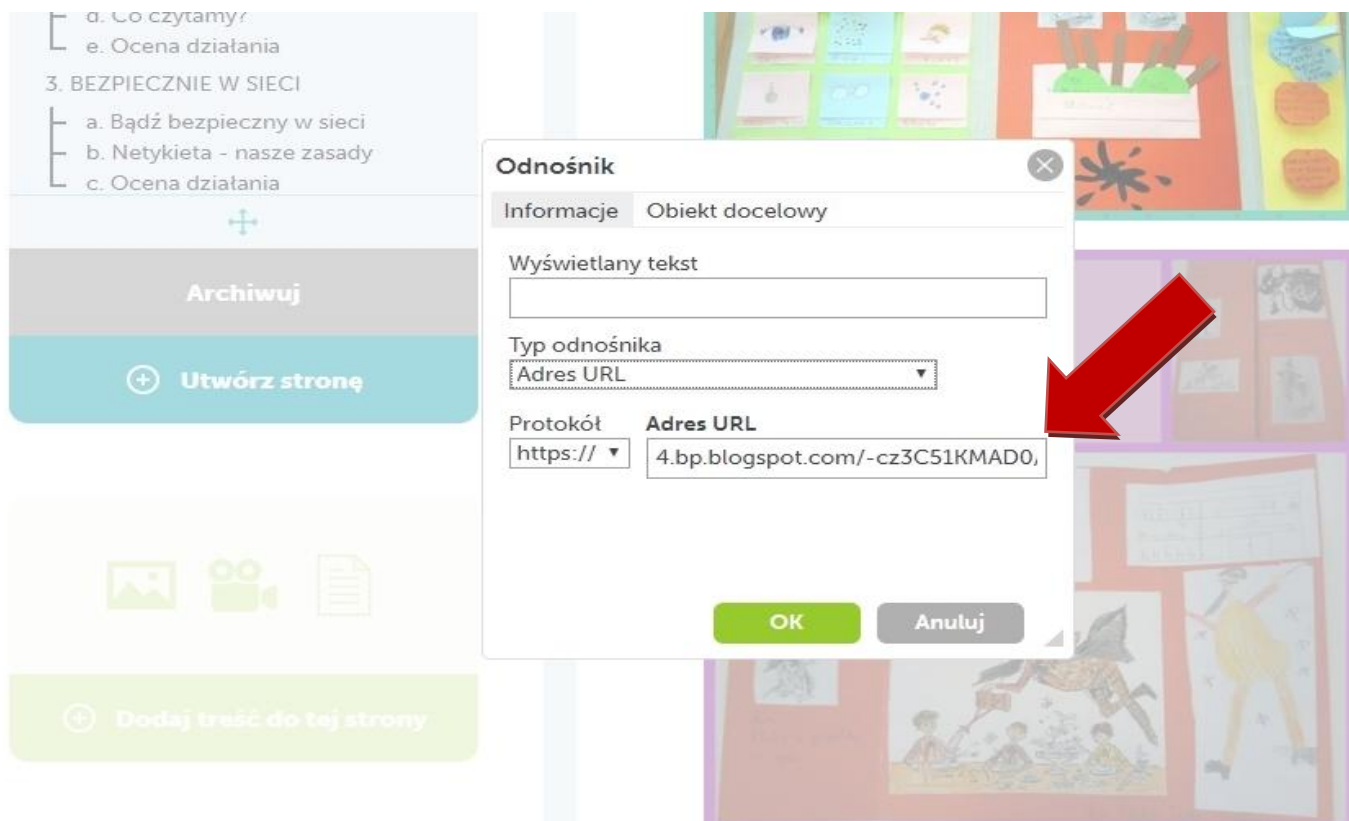 d. Co czytamy?
e. Ocena działania
3. BEZPIECZNIE W SIECI
a. Bądź bezpieczny w sieci
b. Netykieta - nasze zasady
c. Ocena działania
Archiwuj
Utwórz stronę
Dodaj treść do tej strony
Odnośnik
Informacje Obiekt docelowy
Wyświetlany tekst
Typ odnośnika
Adres URL
Protokół Adres URL
https:// 4.bp.blogspot.com/-cz3C51KMAD0/
OK Anuluj